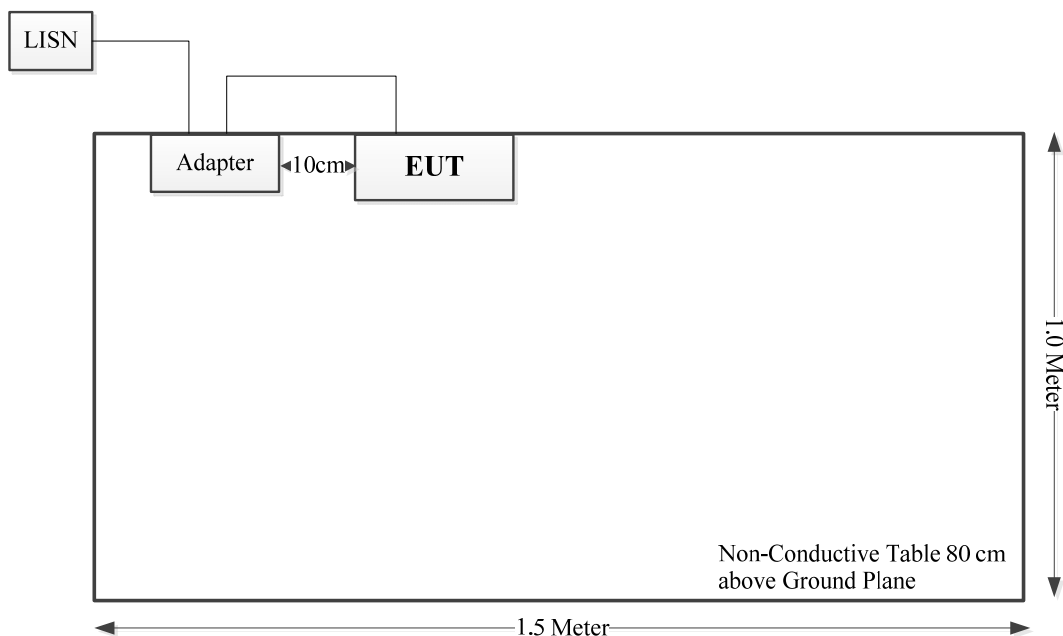 LISN
Adapter
10cm
EUT
1.0 Meter
Non-Conductive Table 80 cm
above Ground Plane
1.5 Meter